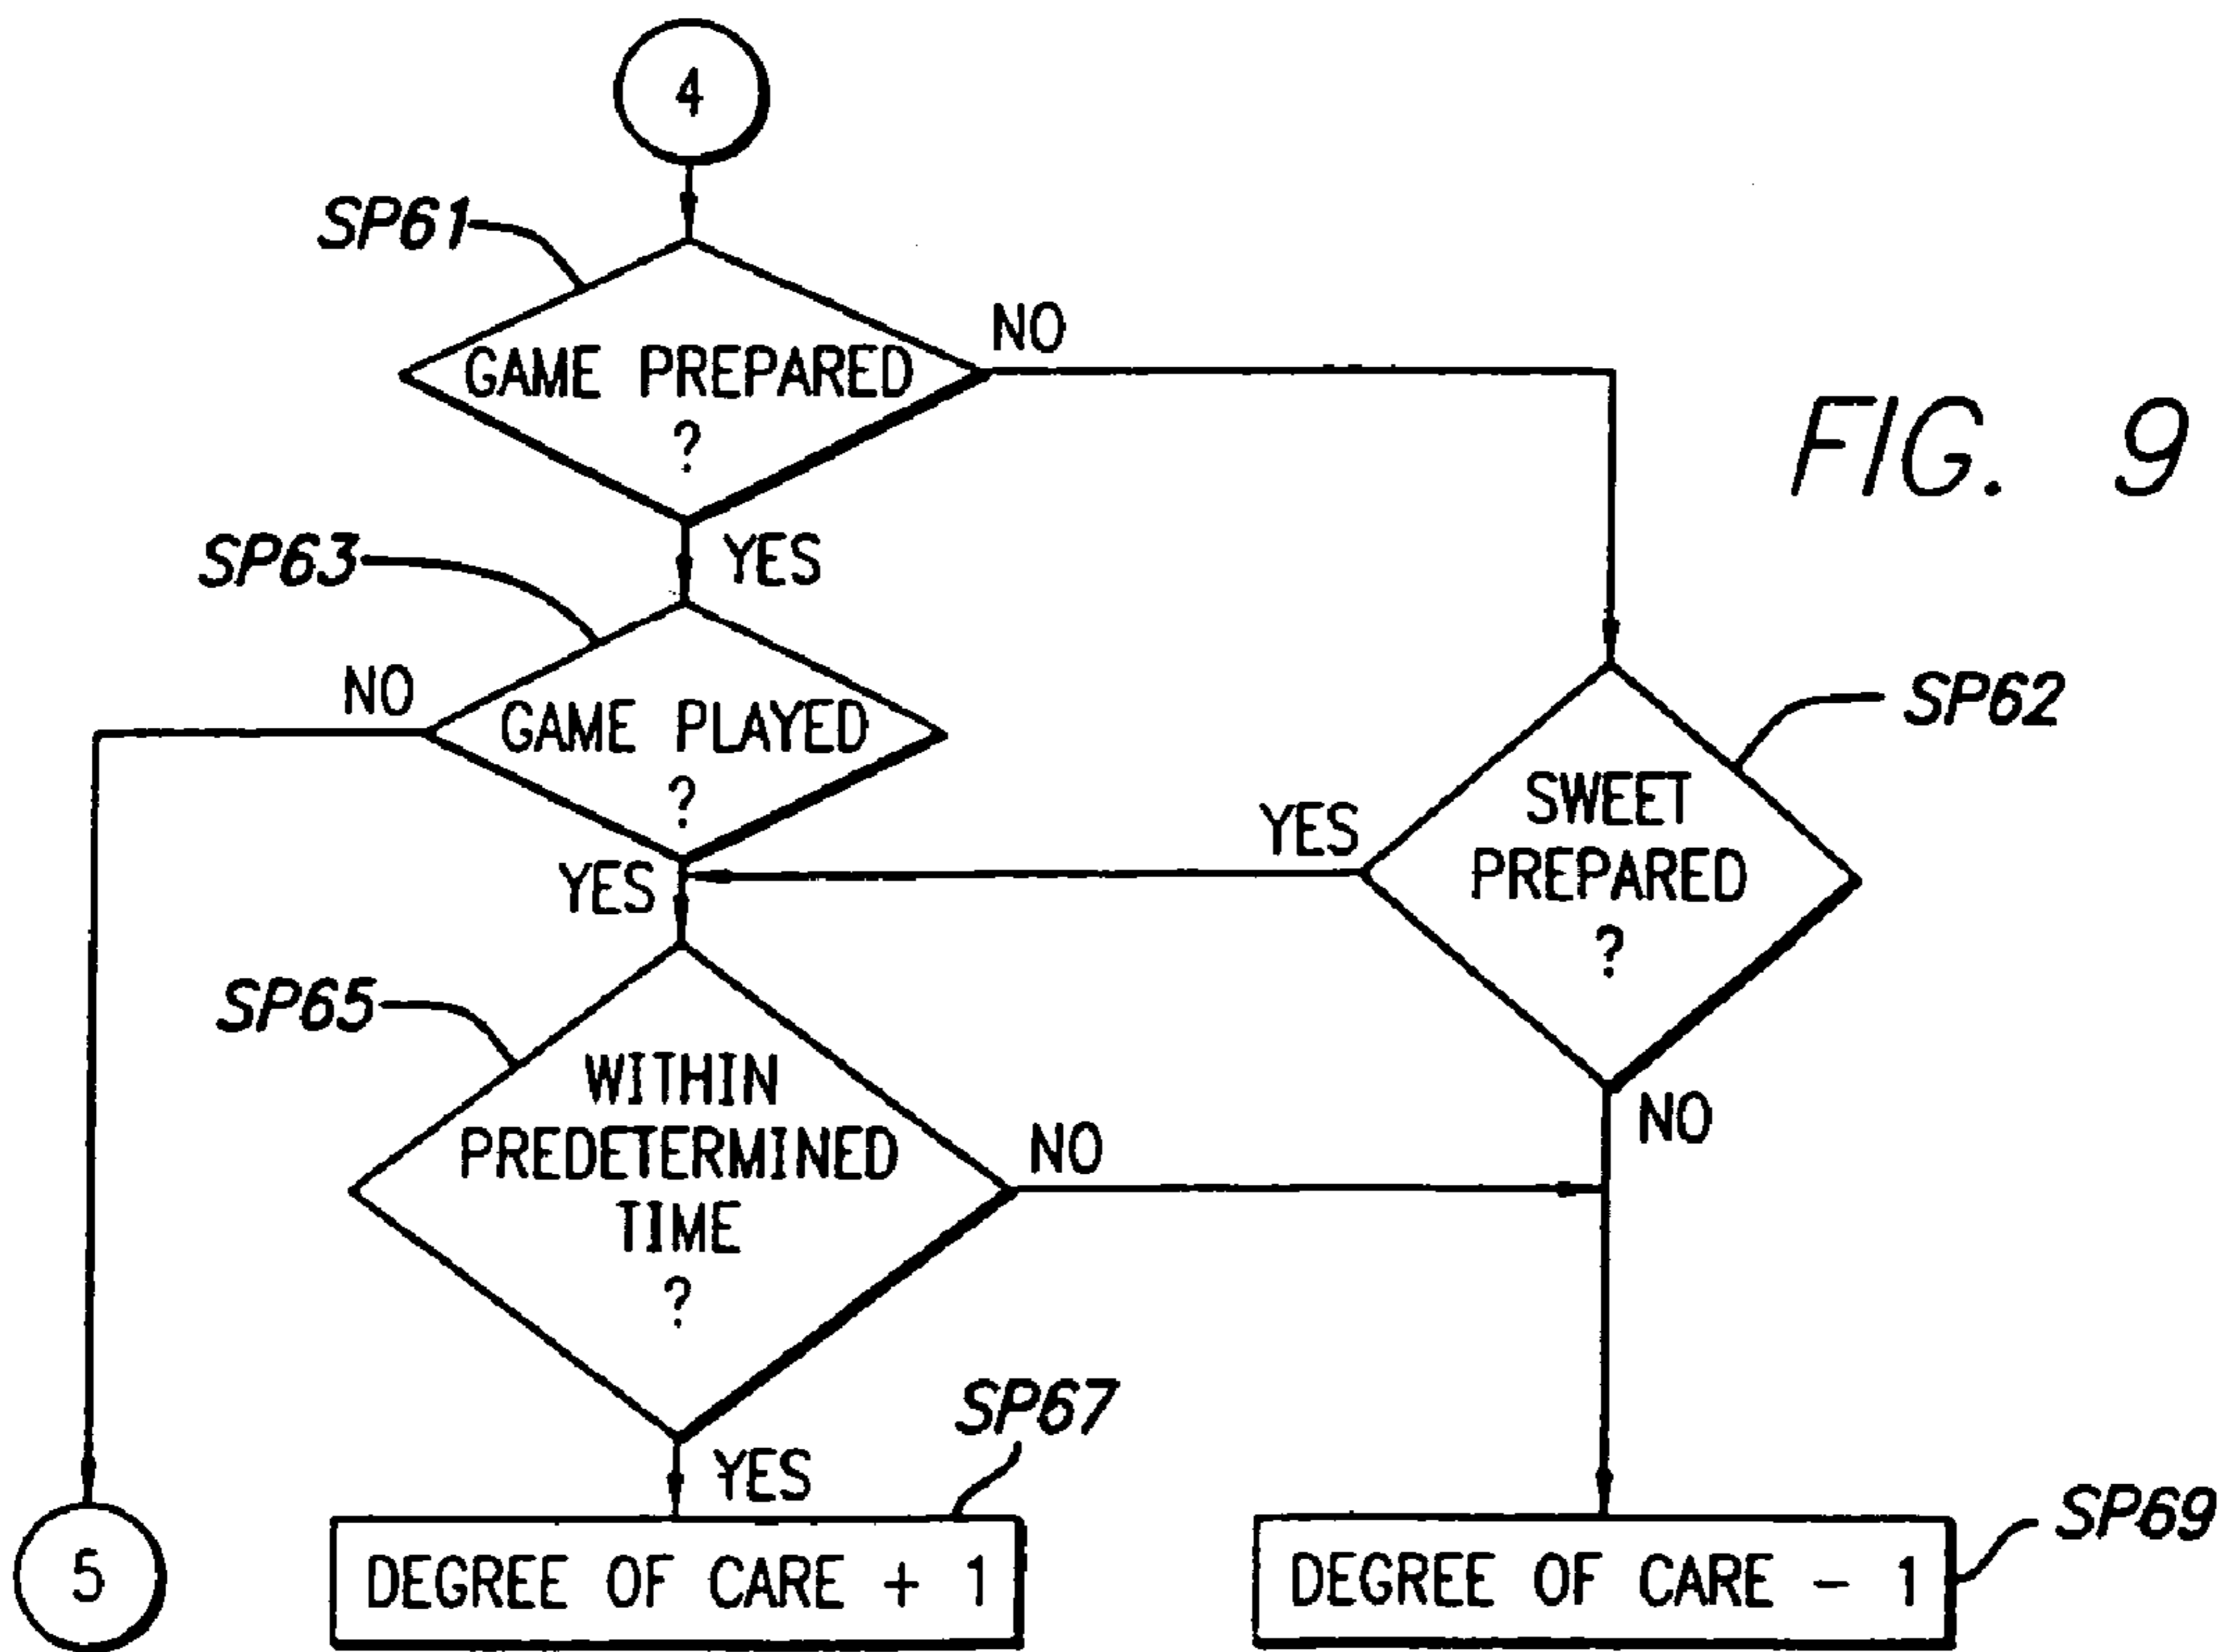 4
SP61
NO
GAME PREPARED
?
FIG. 9
SP63
YES
NO
GAME PLAYED
?
SP62
SWEET
PREPARED
?
YES
YES
SP65
WITHIN
PREDETERMINED
TIME
?
NO
NO
SP67
YES
5
DEGREE OF CARE + 1
DEGREE OF CARE - 1
SP69